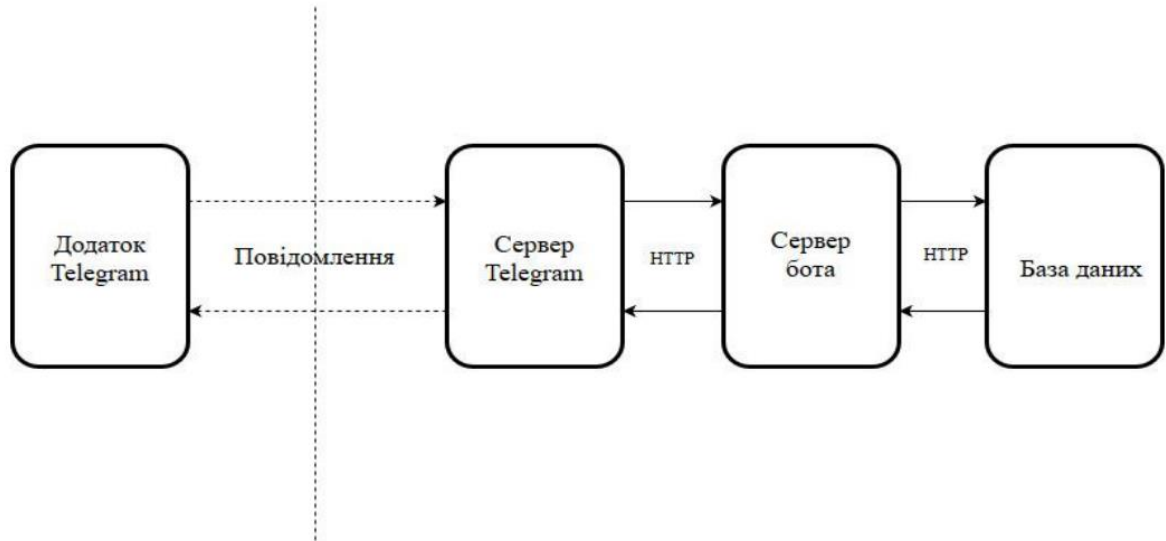 Додаток
Telegram
Повідомлення
Сервер
Telegram
HTTP
Сервер
бота
HTTP
База даних